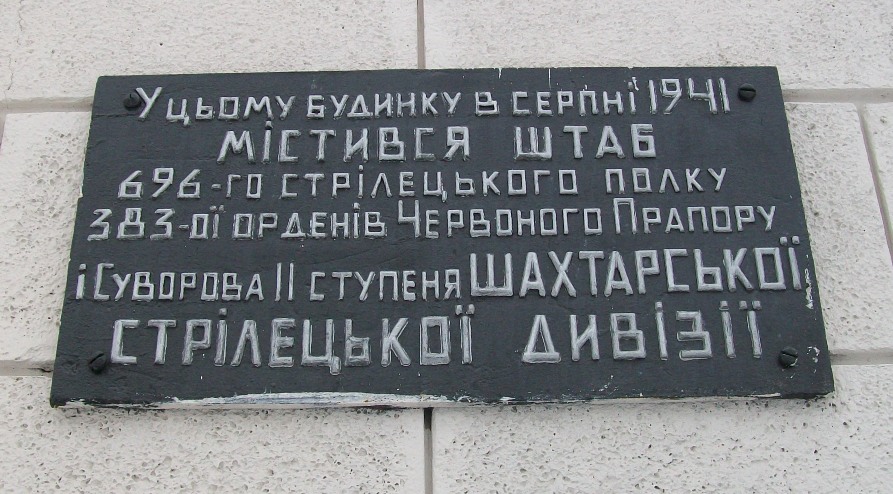 У цьому будинку в серпні 1941
містився штаб
696-го стрілецького полку
383-ої орденів Червоного Прапору
і Суворова II ступеня Шахтарської
стрілецької дивізії